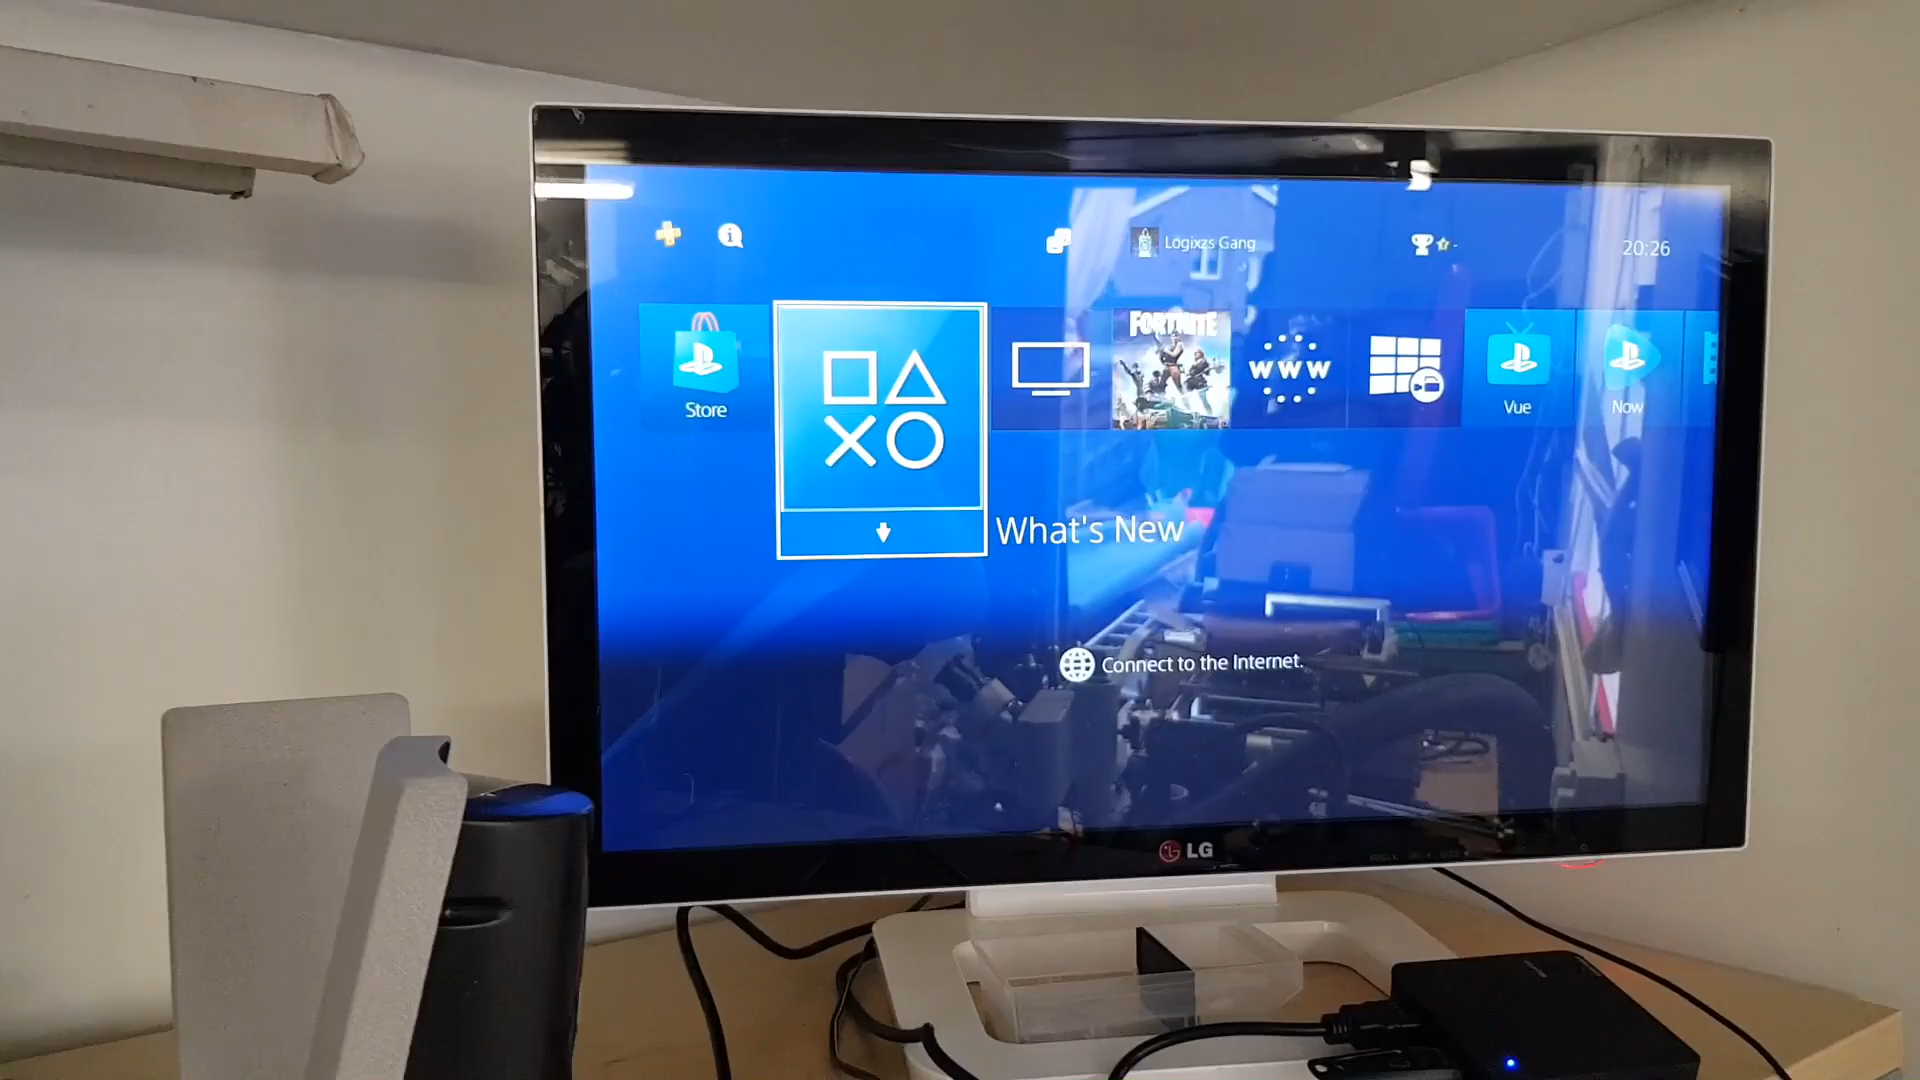 Logixzs Gang
20:26
Store
FORTNITE
WWW
Vue
Now
What's New
Connect to the Internet.
LG